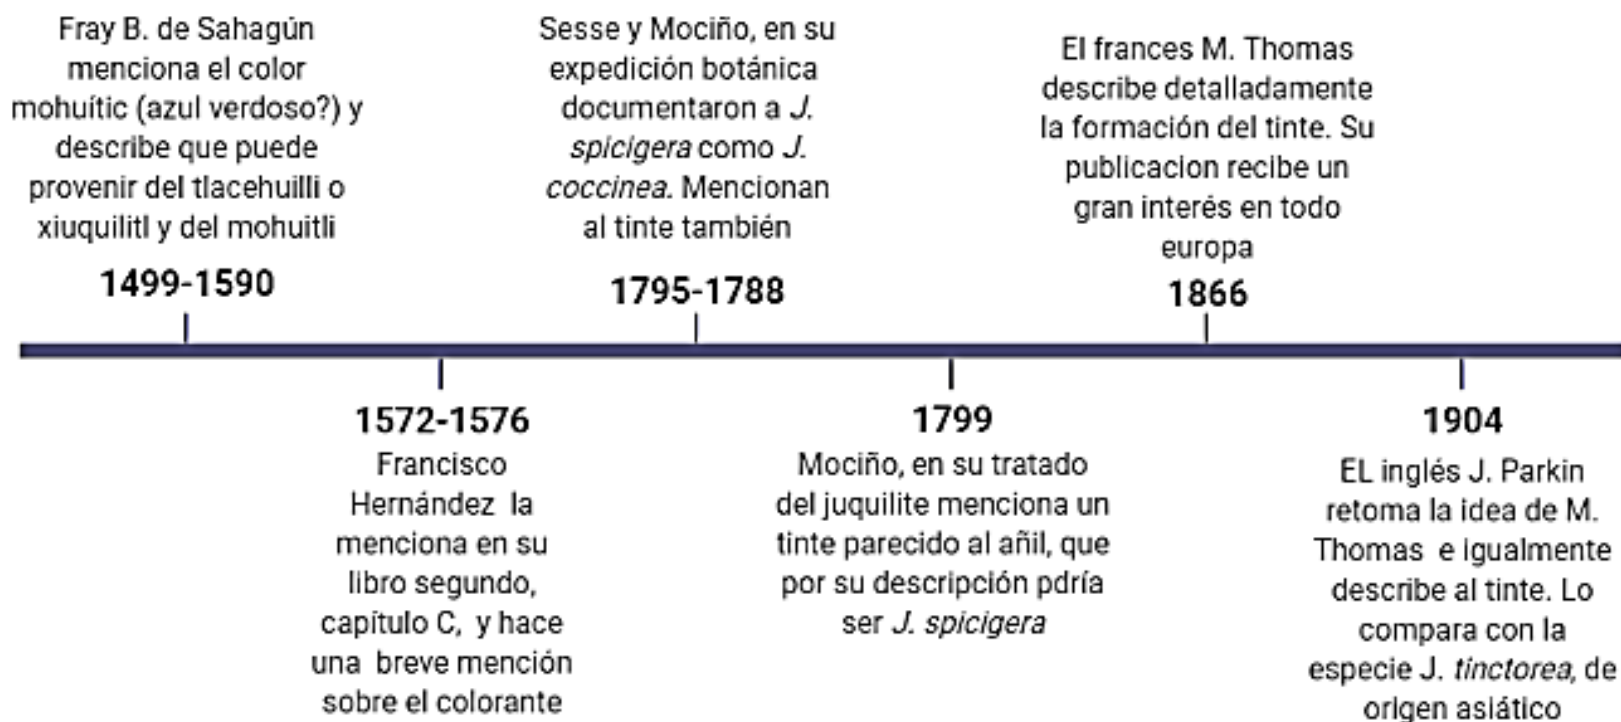 Fray B. de Sahagún
menciona el color
mohuític (azul verdoso?) y
describe que puede
provenir del tlacehuilli o
xiuquilitl y del mohuitli
1499-1590
1572-1576
Francisco
Hernández la
menciona en su
libro segundo,
capítulo C, y hace
una breve mención
sobre el colorante
Sesse y Mociño, en su
expedición botánica
documentaron a J.
spicigera como J.
coccinea. Mencionan
al tinte también
1795-1788
1799
Mociño, en su tratado
del juquilite menciona un
tinte parecido al añil, que
por su descripción pdría
ser J. spicigera
El frances M. Thomas
describe detalladamente
la formación del tinte. Su
publicacion recibe un
gran interés en todo
europa
1866
1904
EL inglés J. Parkin
retoma la idea de M.
Thomas e igualmente
describe al tinte. Lo
compara con la
especie J. tinctorea, de
origen asiático